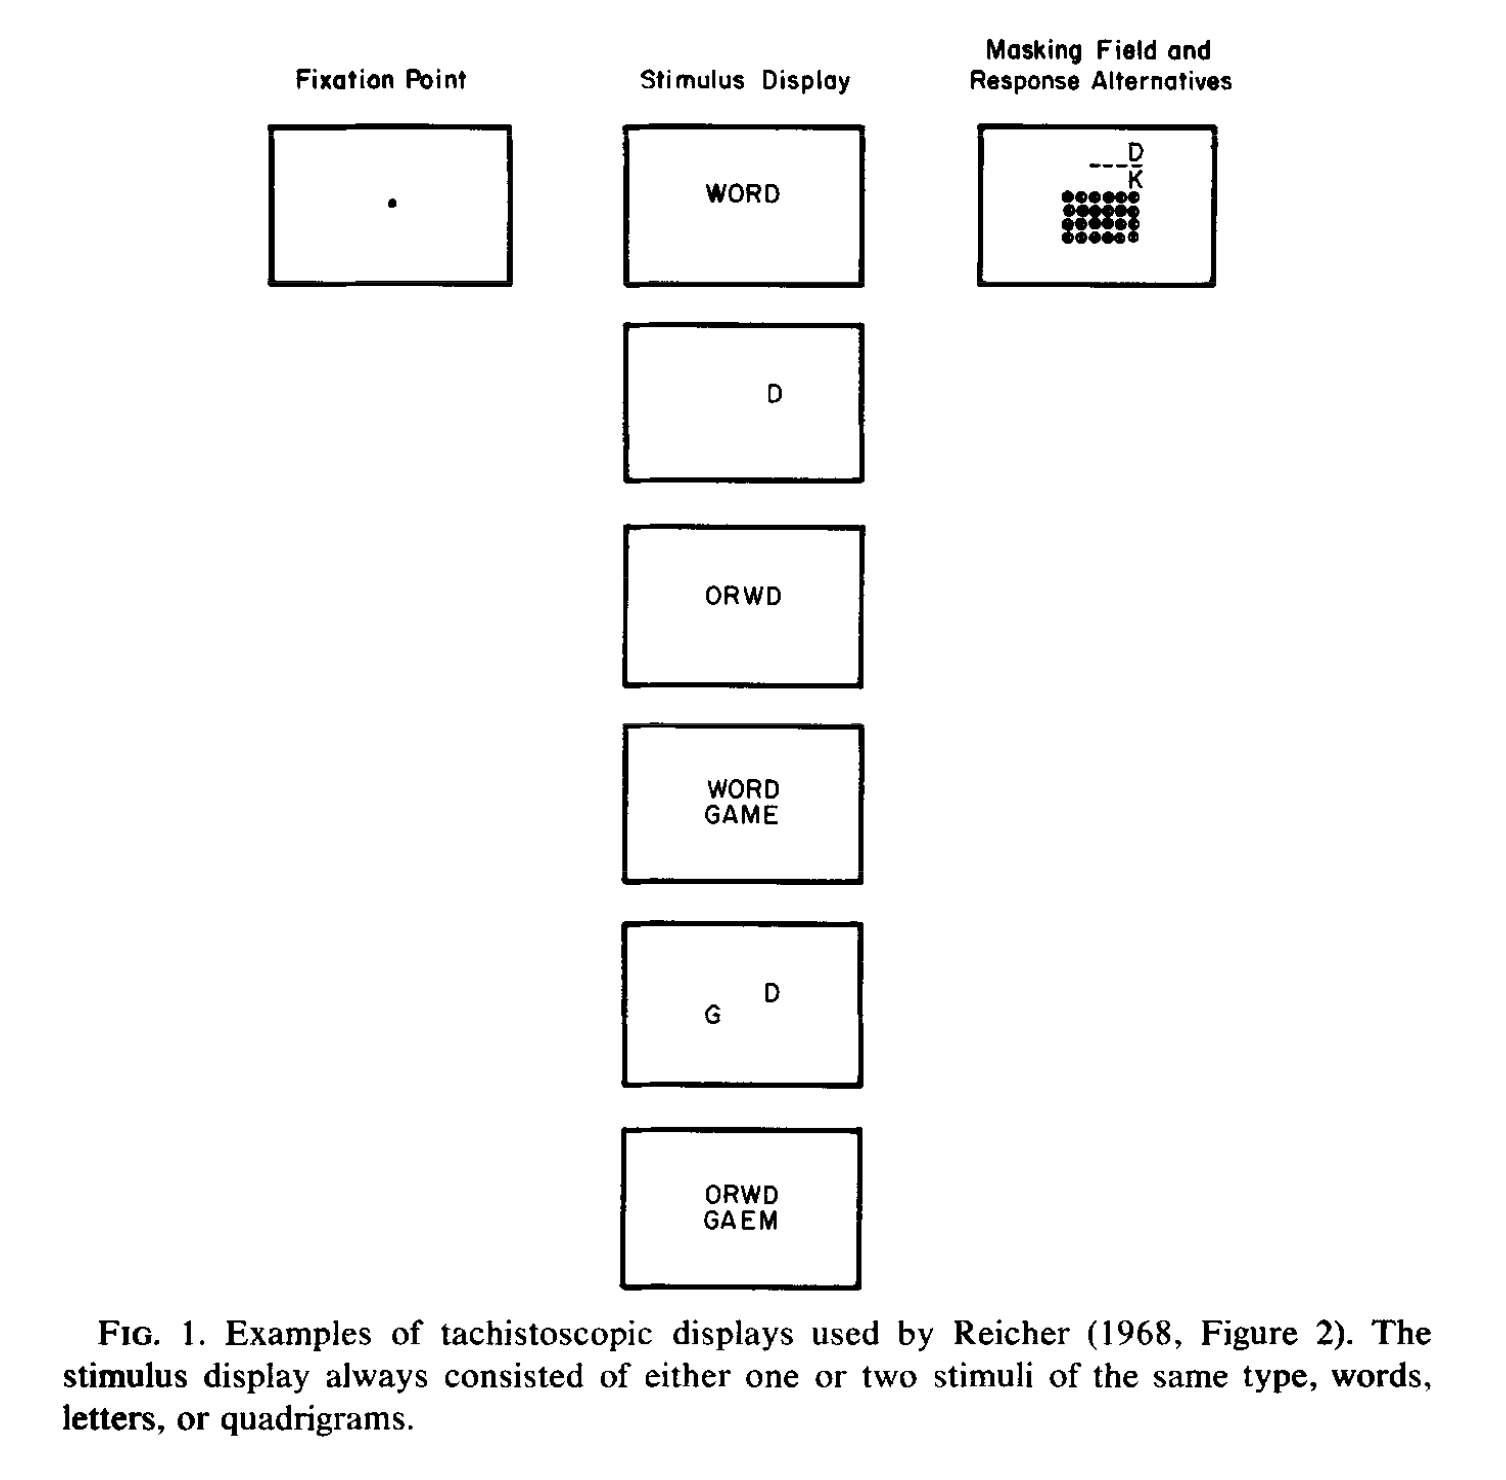 Fixation Point
Stimulus Display
Masking Field and
Response Alternatives
WORD
D
----
K
D
ORWD
WORD
GAME
D
G
ORWD
GAEM
FIG. 1. Examples of tachistoscopic displays used by Reicher (1968, Figure 2). The
stimulus display always consisted of either one or two stimuli of the same type, words,
letters, or quadrigrams.